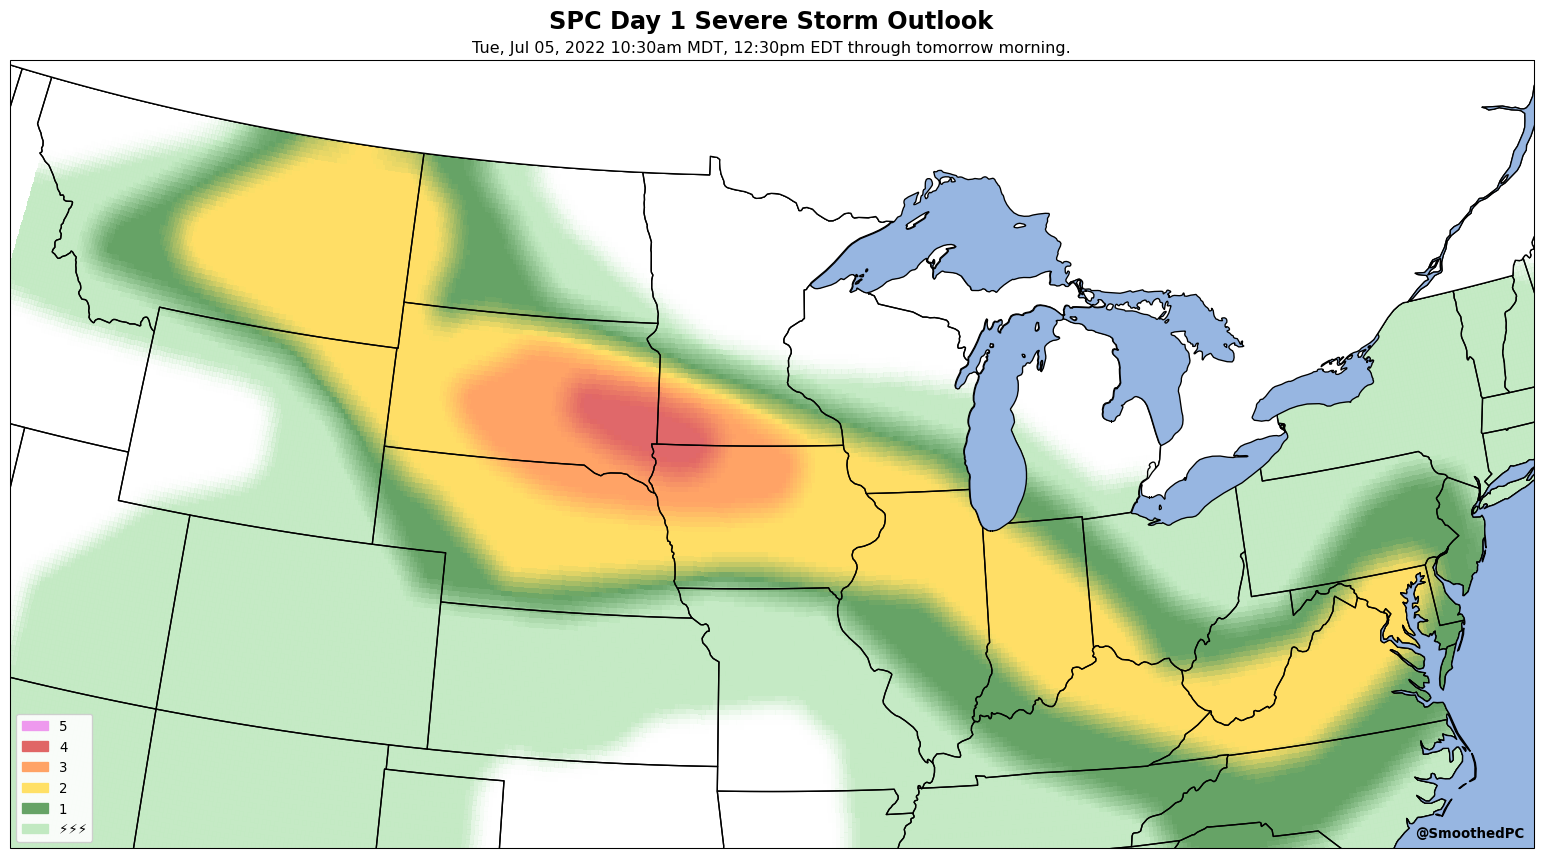 SPC Day 1 Severe Storm Outlook
Tue, Jul 05, 2022 10:30am MDT, 12:30pm EDT through tomorrow morning.
5
4
3
2
1
⚡⚡⚡
@SmoothedPC